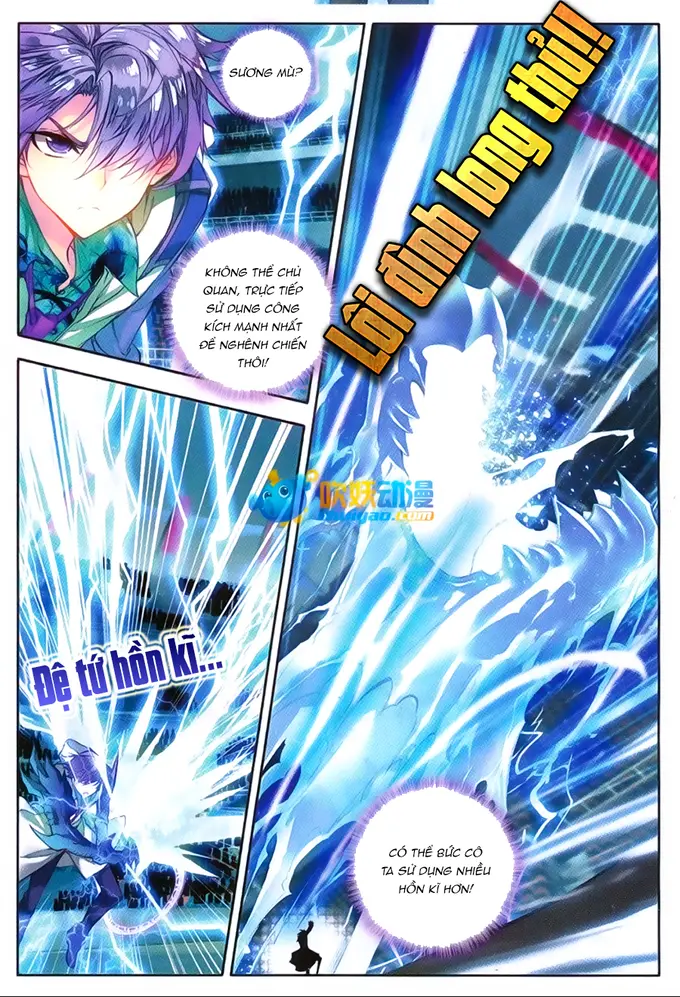 SƯƠNG MÙ?
KHÔNG THỂ CHỦ
QUAN, TRỰC TIẾP
SỬ DỤNG CÔNG
KÍCH MẠNH NHẤT
ĐỂ NGHÊNH CHIẾN
THÔI!
Lôi đình long thủ!!
吹妖动漫
Đệ tứ hồn kĩ...
CÓ THỂ BỨC CÔ
TA SỬ DỤNG NHIỀU
HỒN KĨ HƠN!